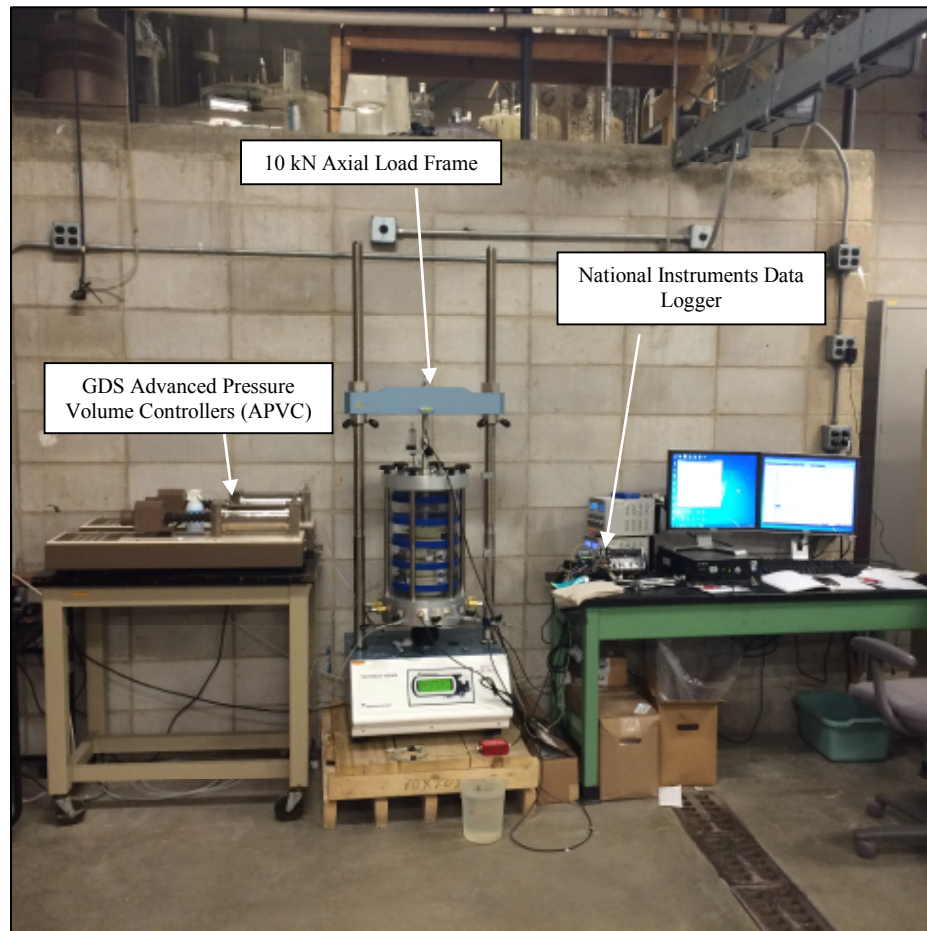 10 kN Axial Load Frame
National Instruments Data
Logger
GDS Advanced Pressure
Volume Controllers (APVC)